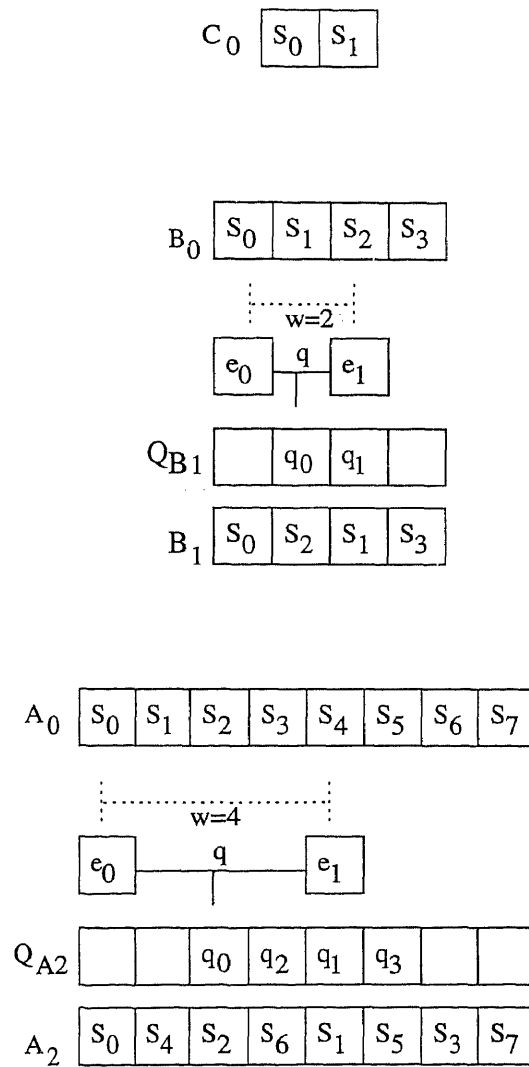 C₀ S₀ S₁
B₀ S₀ S₁ S₂ S₃
w=2
e₀ q e₁
Q_B1 q₀ q₁
B₁ S₀ S₂ S₁ S₃
A₀ S₀ S₁ S₂ S₃ S₄ S₅ S₆ S₇
w=4
e₀ q e₁
Q_A2 q₀ q₂ q₁ q₃
A₂ S₀ S₄ S₂ S₆ S₁ S₅ S₃ S₇